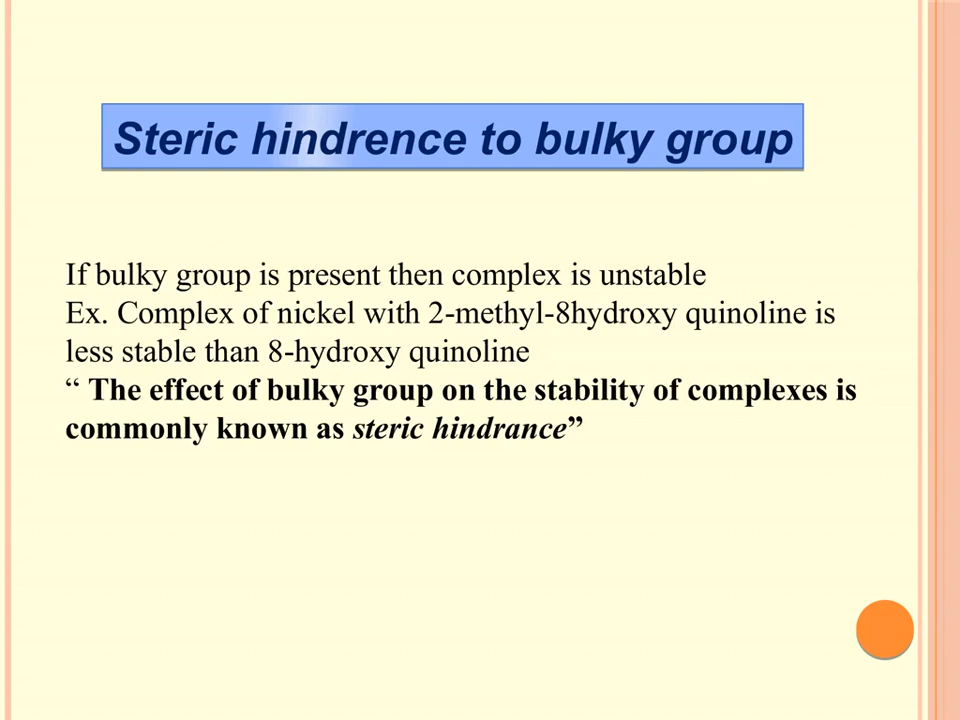 Steric hindrence to bulky group
If bulky group is present then complex is unstable
Ex. Complex of nickel with 2-methyl-8hydroxy quinoline is
less stable than 8-hydroxy quinoline
“ The effect of bulky group on the stability of complexes is
commonly known as steric hindrance”